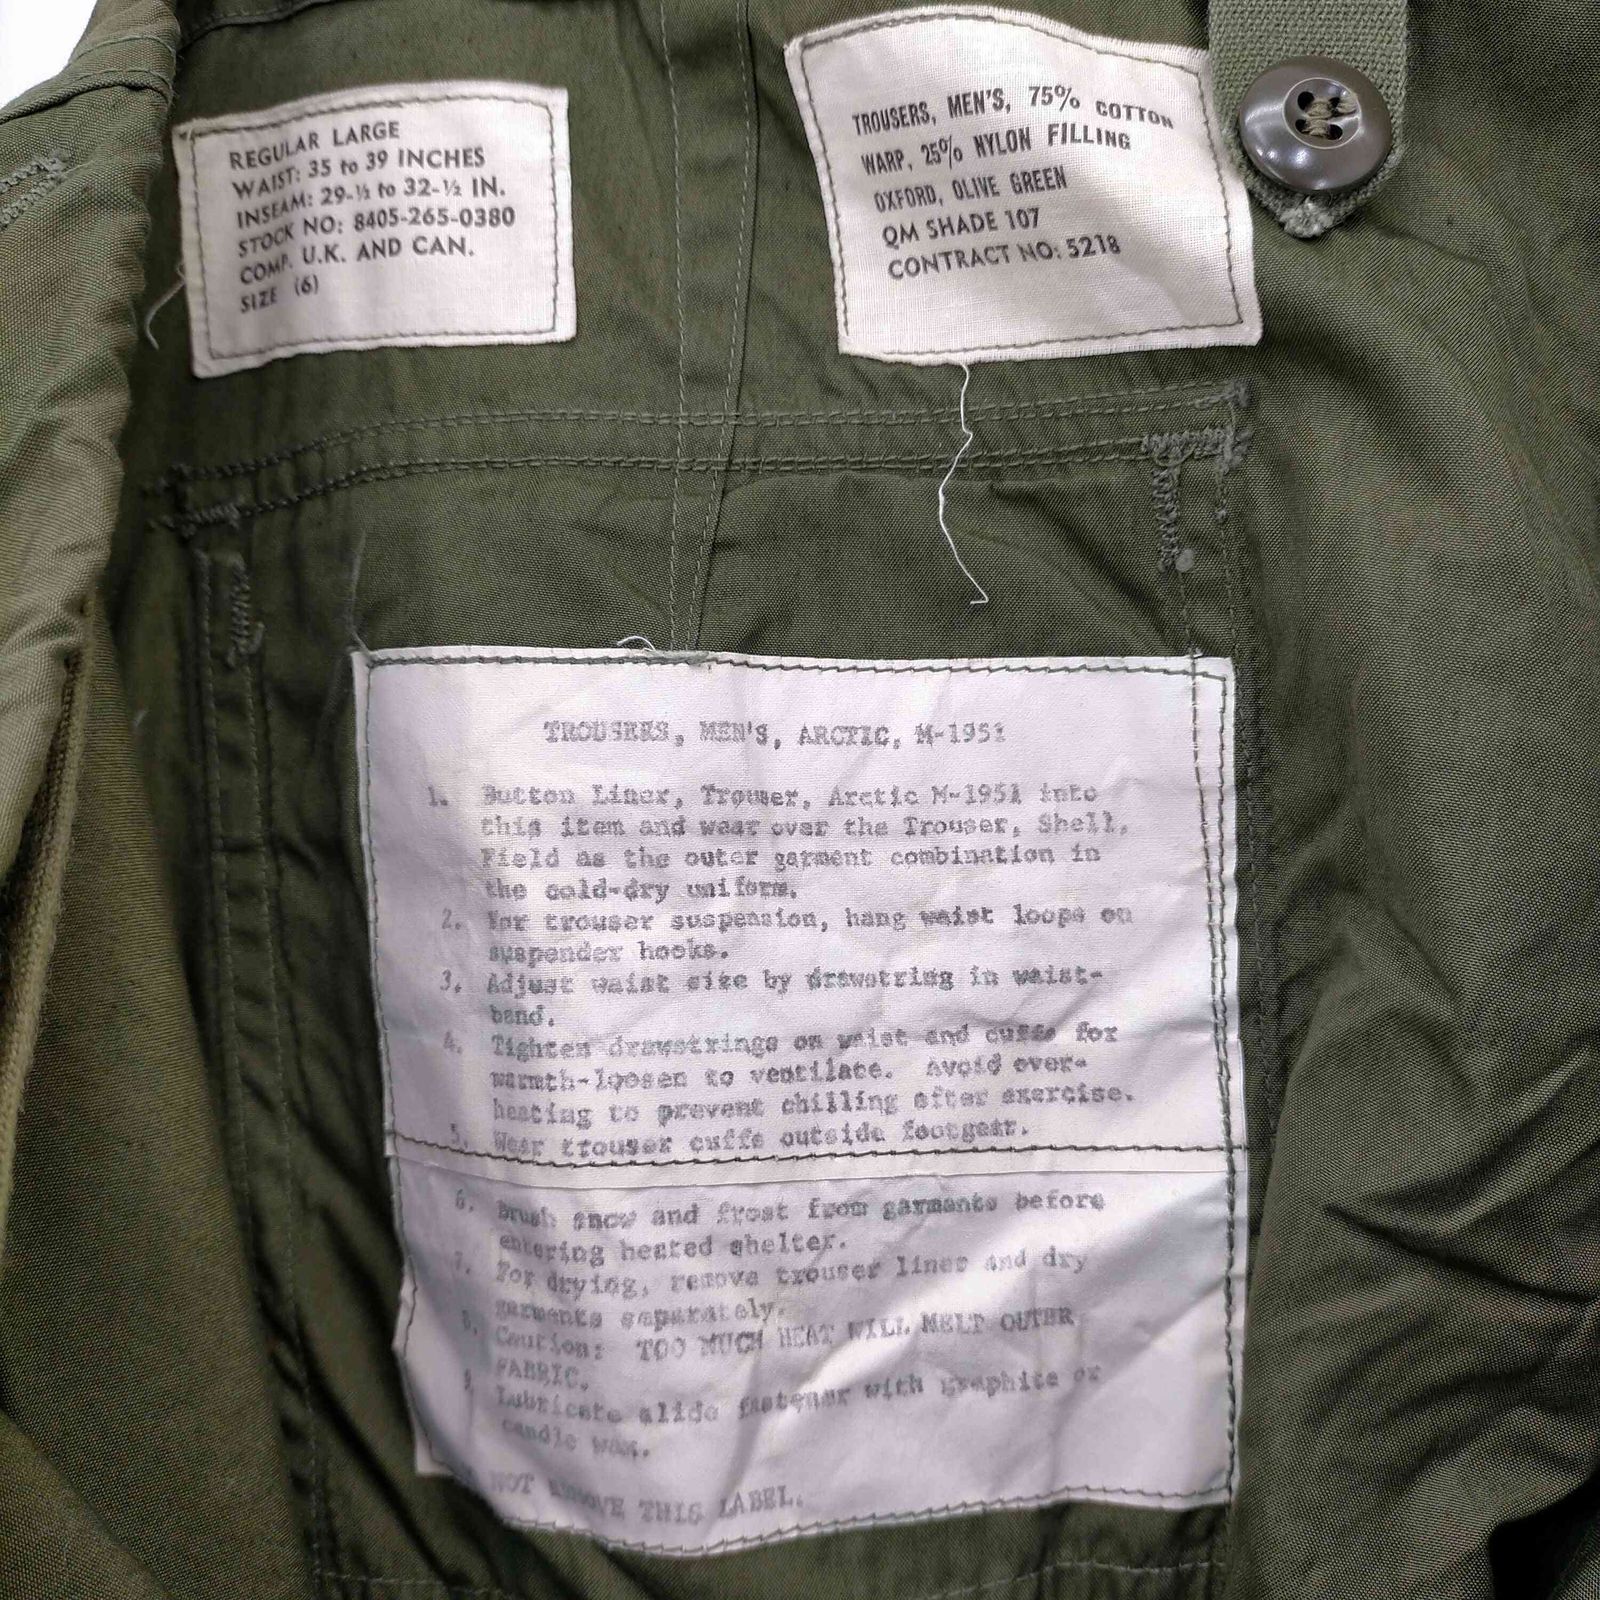 REGULAR LARGE
WAIST: 35 to 39 INCHES
INSEAM: 29-½ to 32-½ IN.
STOCK NO: 8405-265-0380
COMP. U.K. AND CAN.
SIZE (6)
TROUSERS, MEN'S, 75% COTTON
WARP, 25% NYLON FILLING
OXFORD, OLIVE GREEN
QM SHADE 107
CONTRACT NO: 5218
TROUSERS, MEN'S, ARCTIC, M-1951
1. Button Liner, Trouser, Arctic M-1951 into
this item and wear over the Trouser, Shell,
Field as the outer garment combination in
the cold-dry uniform.
2. For trouser suspension, hang waist loops on
suspender hooks.
3. Adjust waist size by drawstring in waist-
band.
4. Tighten drawstrings on waist and cuffs for
warmth-loosen to ventilate. Avoid over-
heating to prevent chilling after exercise.
5. Wear trouser cuffs outside footgear.
6. Brush snow and frost from garments before
entering heated shelter.
7. For drying, remove trouser liner and dry
garments separately.
8. Caution: TOO MUCH HEAT WILL MELT OUTER
FABRIC.
9. Lubricate slide fastener with graphite or
candle wax.
NOT REMOVE THIS LABEL.